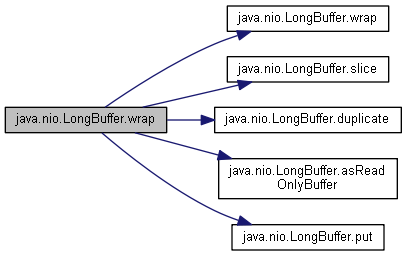 java.nio.LongBuffer.wrap
java.nio.LongBuffer.wrap
java.nio.LongBuffer.slice
java.nio.LongBuffer.duplicate
java.nio.LongBuffer.asRead
OnlyBuffer
java.nio.LongBuffer.put